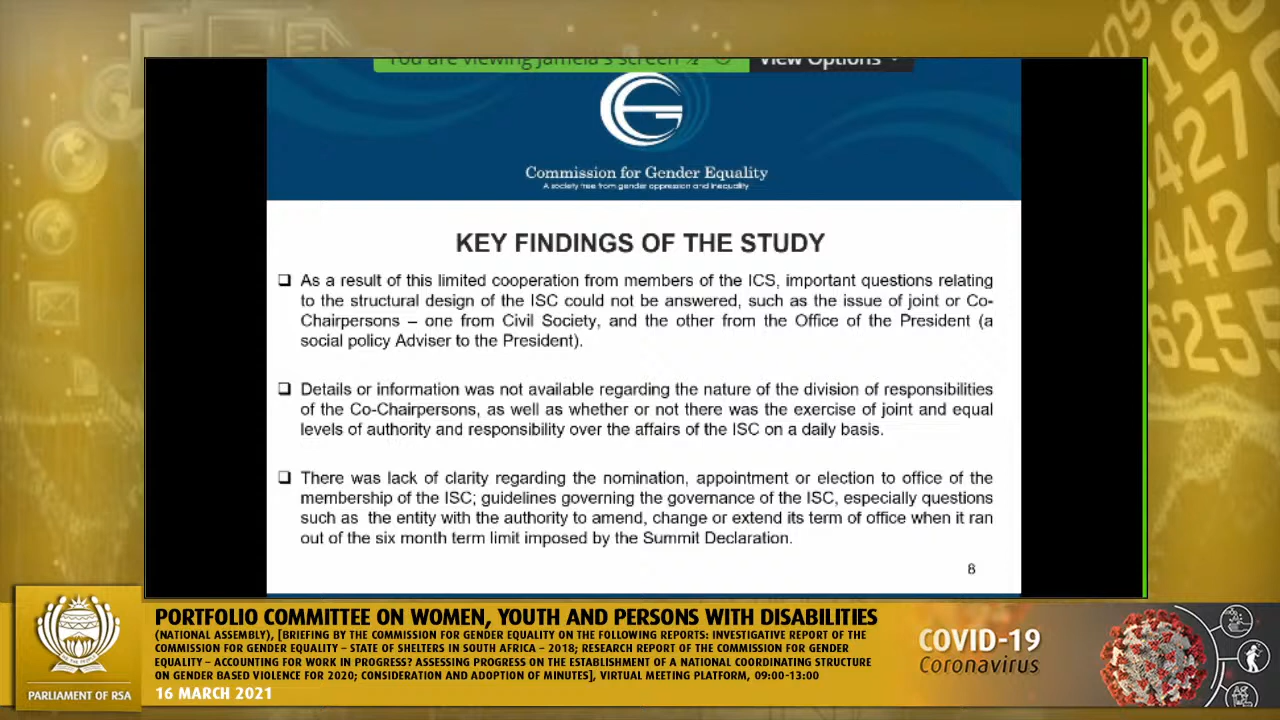 You are viewing Jamela's screen
View Options
Commission for Gender Equality
A society free from gender oppression and inequality
KEY FINDINGS OF THE STUDY
As a result of this limited cooperation from members of the ICS, important questions relating
to the structural design of the ISC could not be answered, such as the issue of joint or Co-
Chairpersons – one from Civil Society, and the other from the Office of the President (a
social policy Adviser to the President).
Details or information was not available regarding the nature of the division of responsibilities
of the Co-Chairpersons, as well as whether or not there was the exercise of joint and equal
levels of authority and responsibility over the affairs of the ISC on a daily basis.
There was lack of clarity regarding the nomination, appointment or election to office of the
membership of the ISC; guidelines governing the governance of the ISC, especially questions
such as the entity with the authority to amend, change or extend its term of office when it ran
out of the six month term limit imposed by the Summit Declaration.
8
PORTFOLIO COMMITTEE ON WOMEN, YOUTH AND PERSONS WITH DISABILITIES
(NATIONAL ASSEMBLY), [BRIEFING BY THE COMMISSION FOR GENDER EQUALITY ON THE FOLLOWING REPORTS: INVESTIGATIVE REPORT OF THE
COMMISSION FOR GENDER EQUALITY – STATE OF SHELTERS IN SOUTH AFRICA – 2018; RESEARCH REPORT OF THE COMMISSION FOR GENDER
EQUALITY – ACCOUNTING FOR WORK IN PROGRESS? ASSESSING PROGRESS ON THE ESTABLISHMENT OF A NATIONAL COORDINATING STRUCTURE
ON GENDER BASED VIOLENCE FOR 2020; CONSIDERATION AND ADOPTION OF MINUTES], VIRTUAL MEETING PLATFORM, 09:00-13:00
16 MARCH 2021
PARLIAMENT OF RSA
COVID-19
Coronavirus